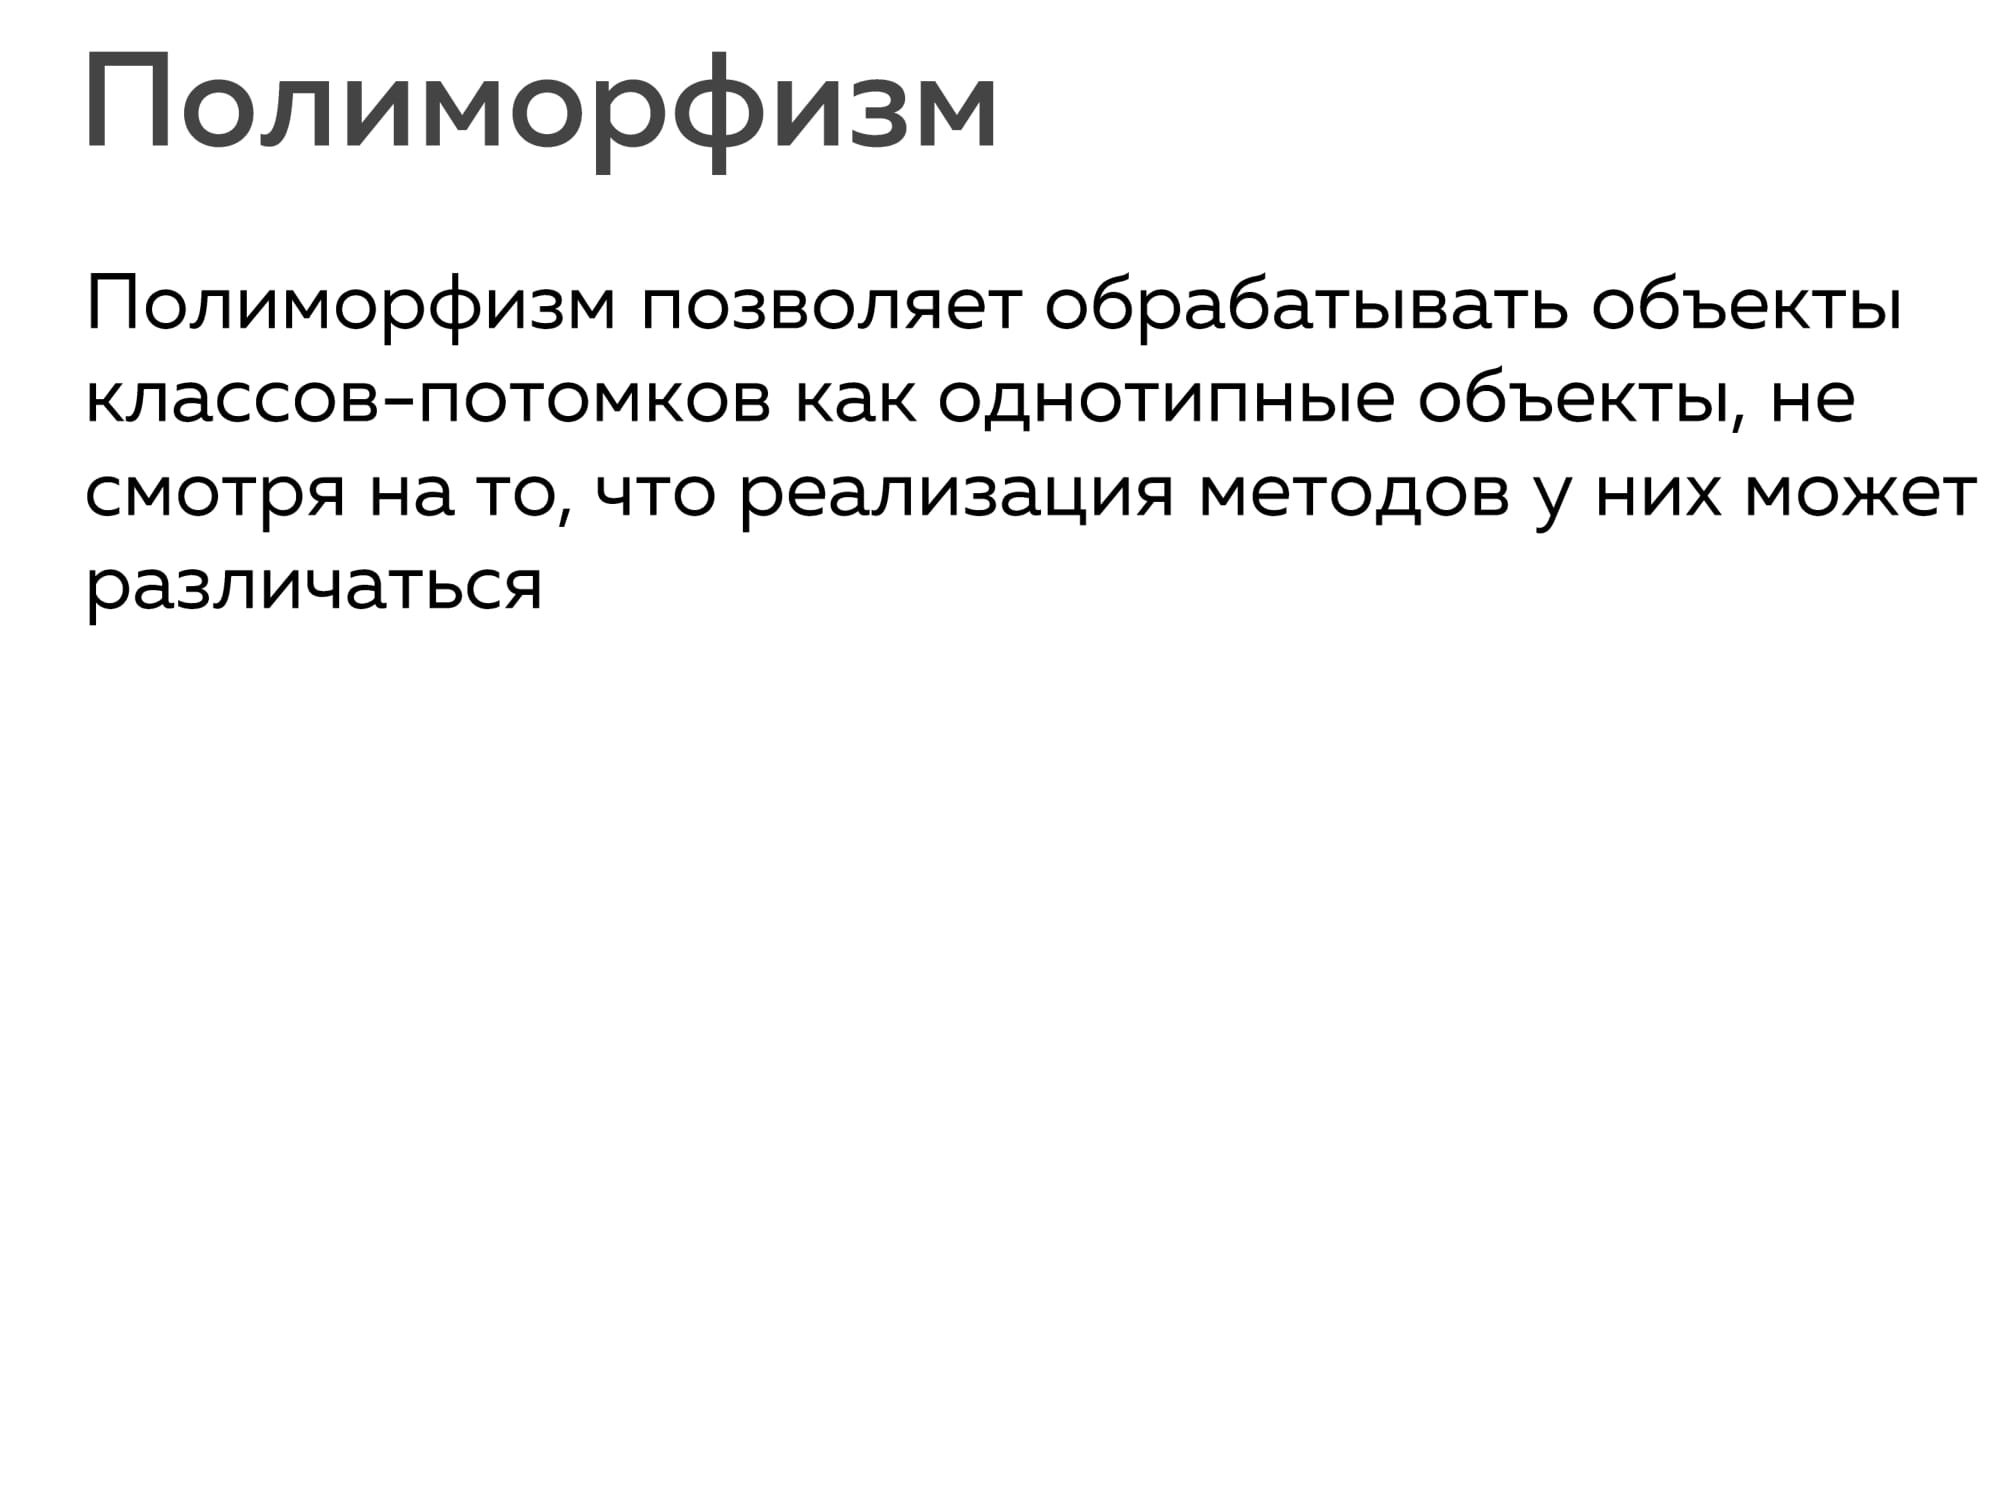 Полиморфизм
Полиморфизм позволяет обрабатывать объекты
классов-потомков как однотипные объекты, не
смотря на то, что реализация методов у них может
различаться